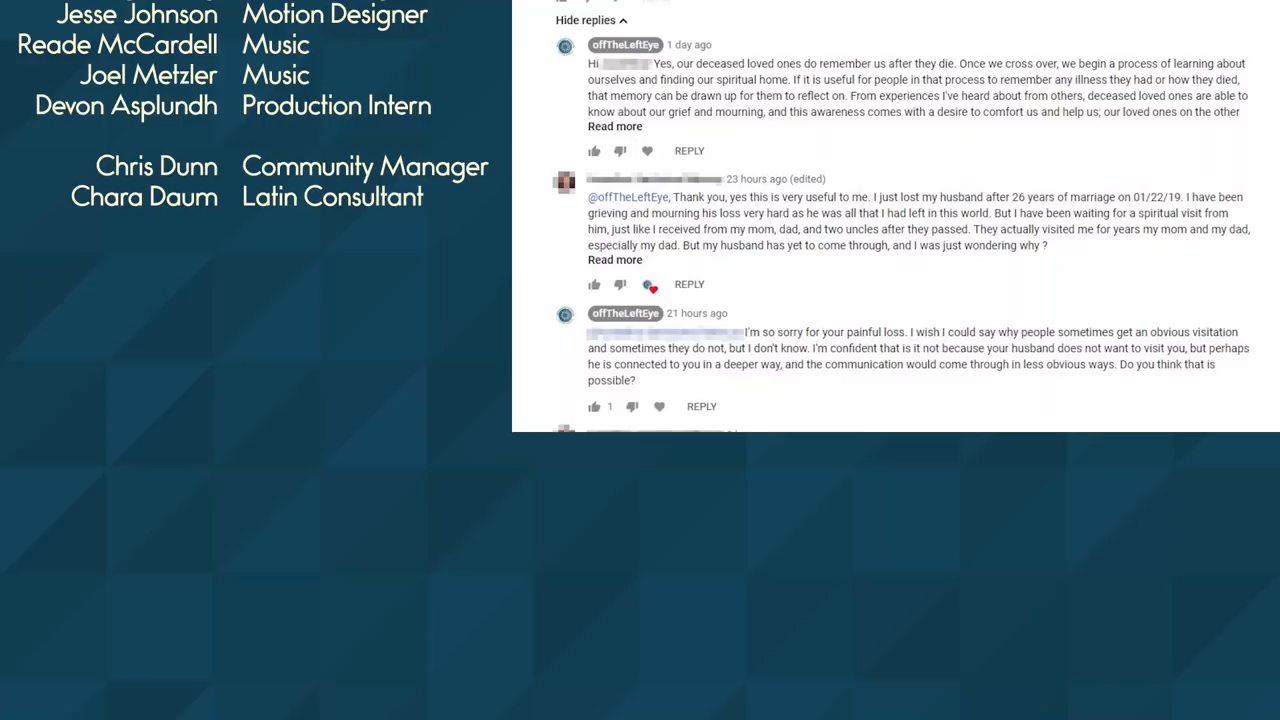 Jesse Johnson Motion Designer
Reade McCardell Music
Joel Metzler Music
Devon Asplundh Production Intern
Chris Dunn Community Manager
Chara Daum Latin Consultant
Hide replies
offTheLeftEye 1 day ago
Hi Yes, our deceased loved ones do remember us after they die. Once we cross over, we begin a process of learning about
ourselves and finding our spiritual home. If it is useful for people in that process to remember any illness they had or how they died,
that memory can be drawn up for them to reflect on. From experiences I've heard about from others, deceased loved ones are able to
know about our grief and mourning, and this awareness comes with a desire to comfort us and help us; our loved ones on the other
Read more
REPLY
23 hours ago (edited)
@offTheLeftEye, Thank you, yes this is very useful to me. I just lost my husband after 26 years of marriage on 01/22/19. I have been
grieving and mourning his loss very hard as he was all that I had left in this world. But I have been waiting for a spiritual visit from
him, just like I received from my mom, dad, and two uncles after they passed. They actually visited me for years my mom and my dad,
especially my dad. But my husband has yet to come through, and I was just wondering why ?
Read more
REPLY
offTheLeftEye 21 hours ago
I'm so sorry for your painful loss. I wish I could say why people sometimes get an obvious visitation
and sometimes they do not, but I don't know. I'm confident that is it not because your husband does not want to visit you, but perhaps
he is connected to you in a deeper way, and the communication would come through in less obvious ways. Do you think that is
possible?
1 REPLY